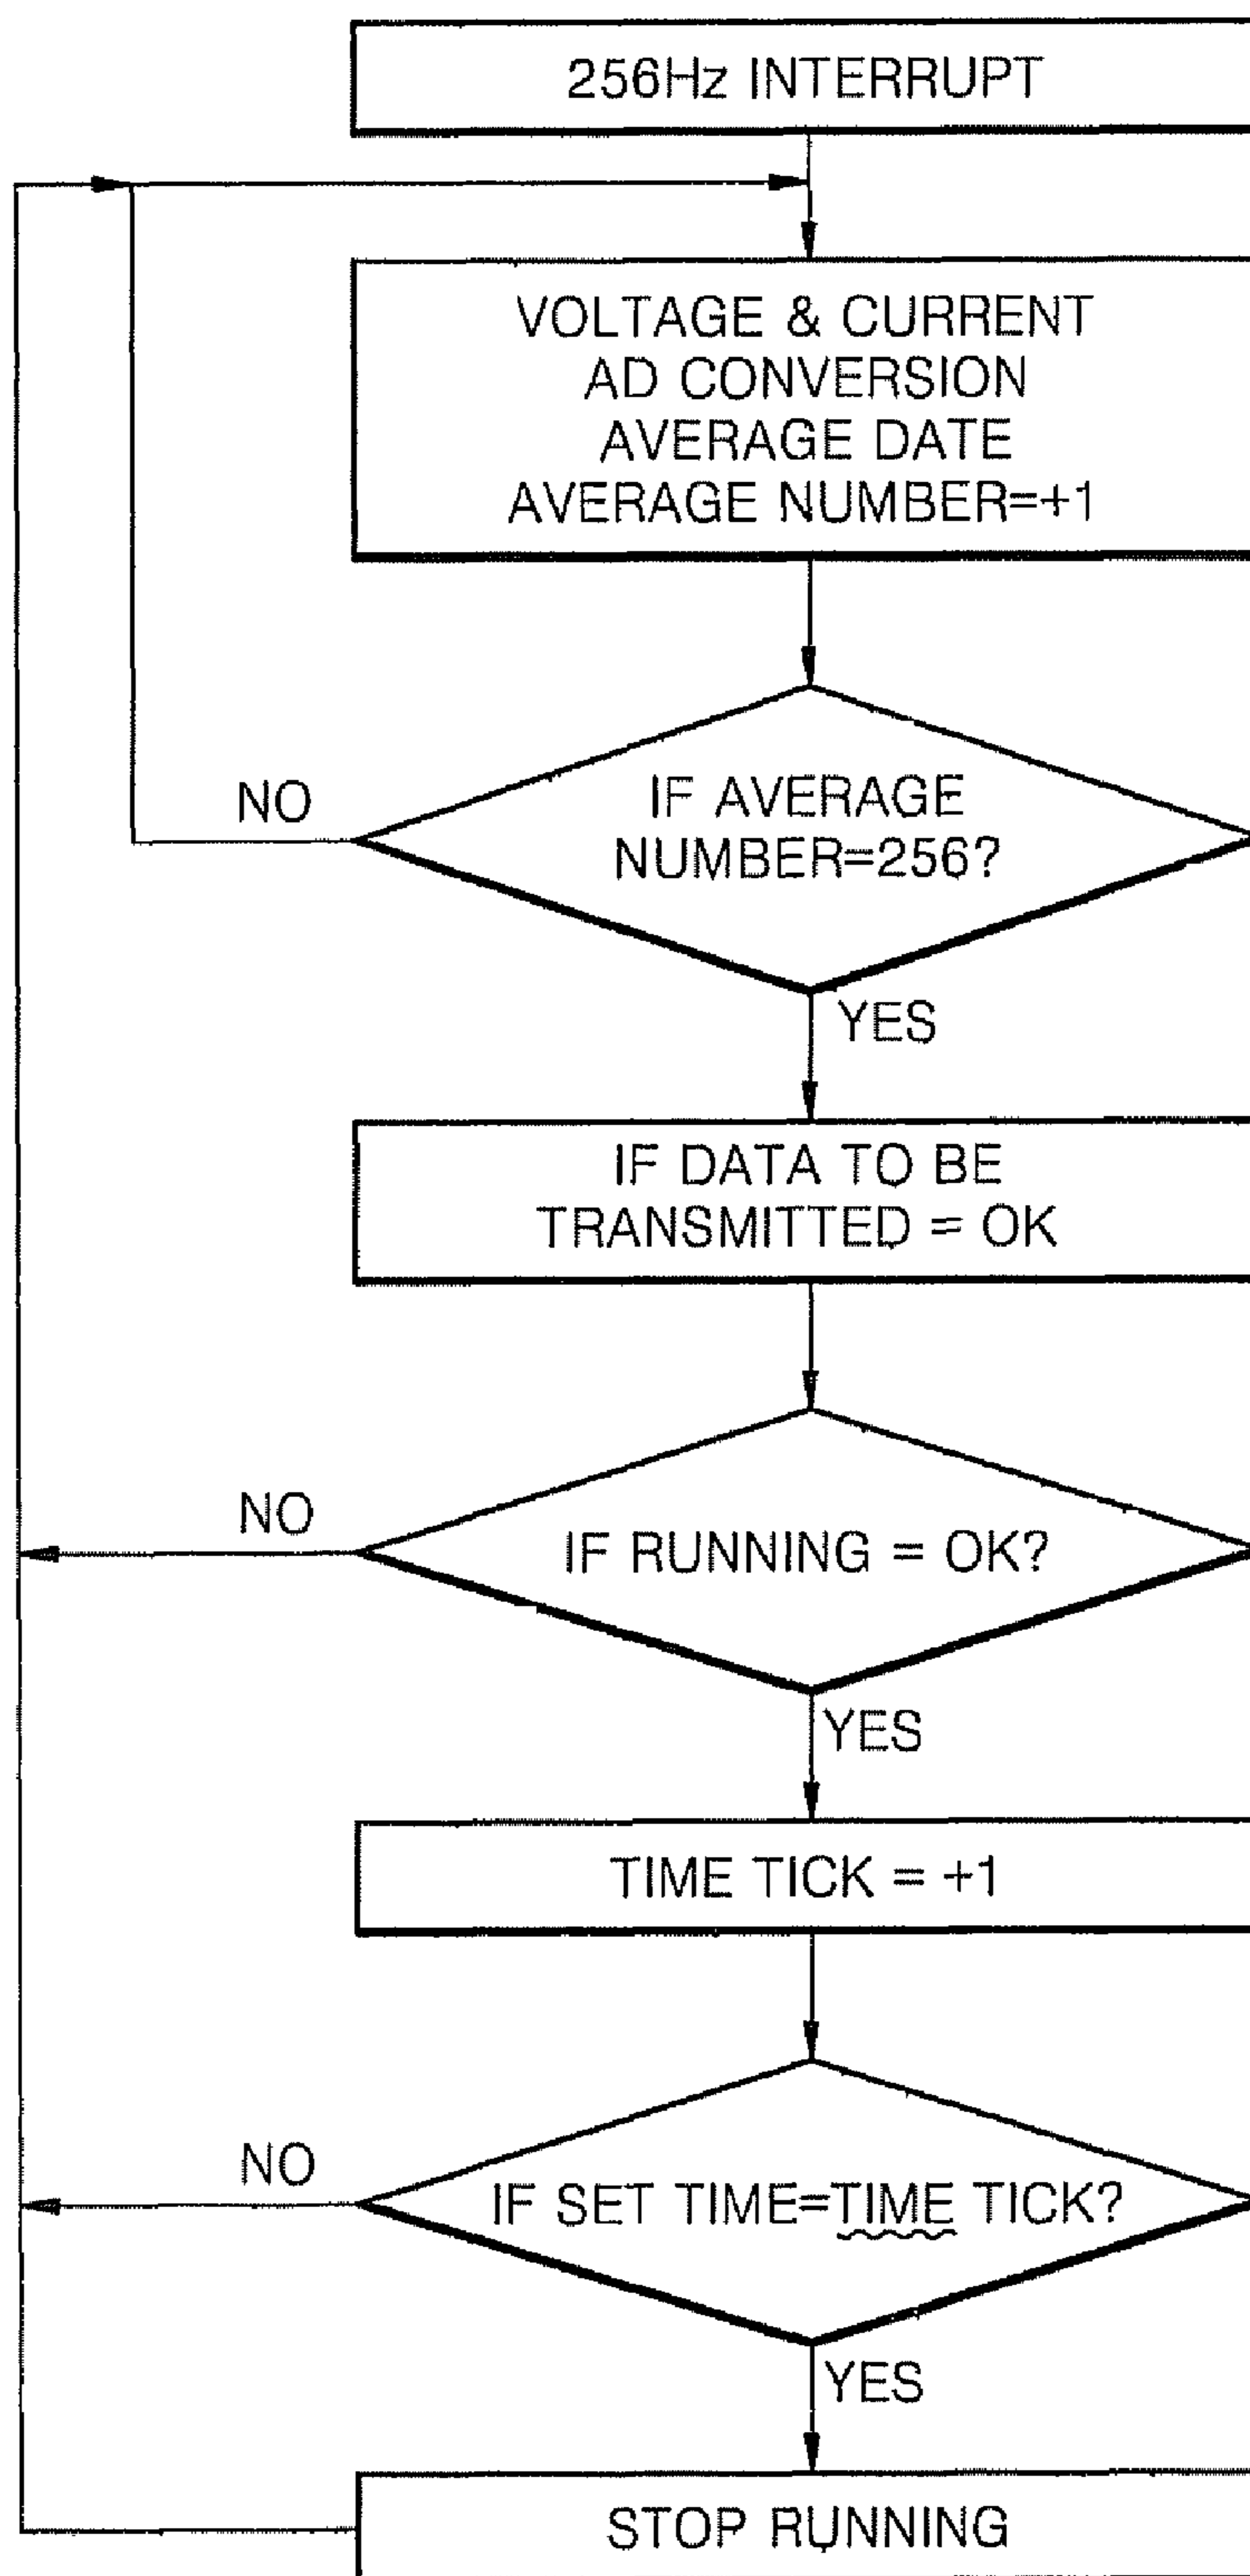 256Hz INTERRUPT
VOLTAGE & CURRENT
AD CONVERSION
AVERAGE DATE
AVERAGE NUMBER=+1
IF AVERAGE
NUMBER=256?
NO
YES
IF DATA TO BE
TRANSMITTED = OK
IF RUNNING = OK?
NO
YES
TIME TICK = +1
IF SET TIME=TIME TICK?
NO
YES
STOP RUNNING